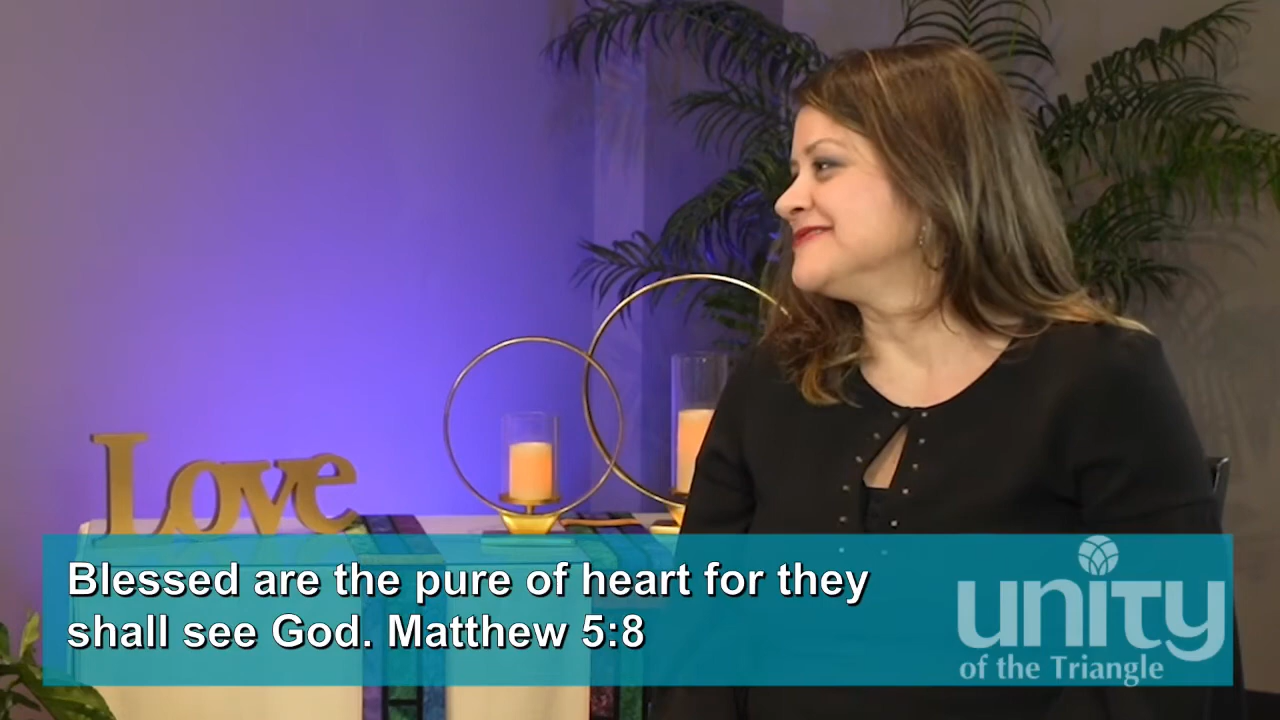 Love
Blessed are the pure of heart for they
shall see God. Matthew 5:8
unity
of the Triangle